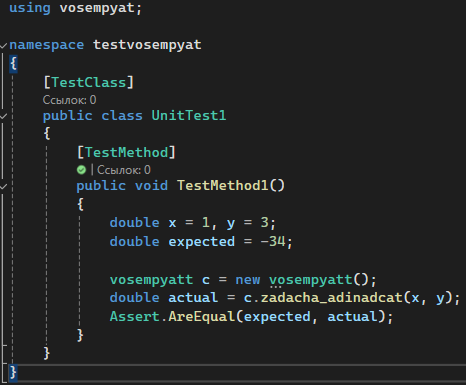 using vosempyat;
namespace testvosempyat
{
[TestClass]
Ссылок: 0
public class UnitTest1
{
[TestMethod]
| Ссылок: 0
public void TestMethod1()
{
double x = 1, y = 3;
double expected = -34;
vosempyatt c = new vosempyatt();
double actual = c.zadacha_adinadcat(x, y);
Assert.AreEqual(expected, actual);
}
}
}